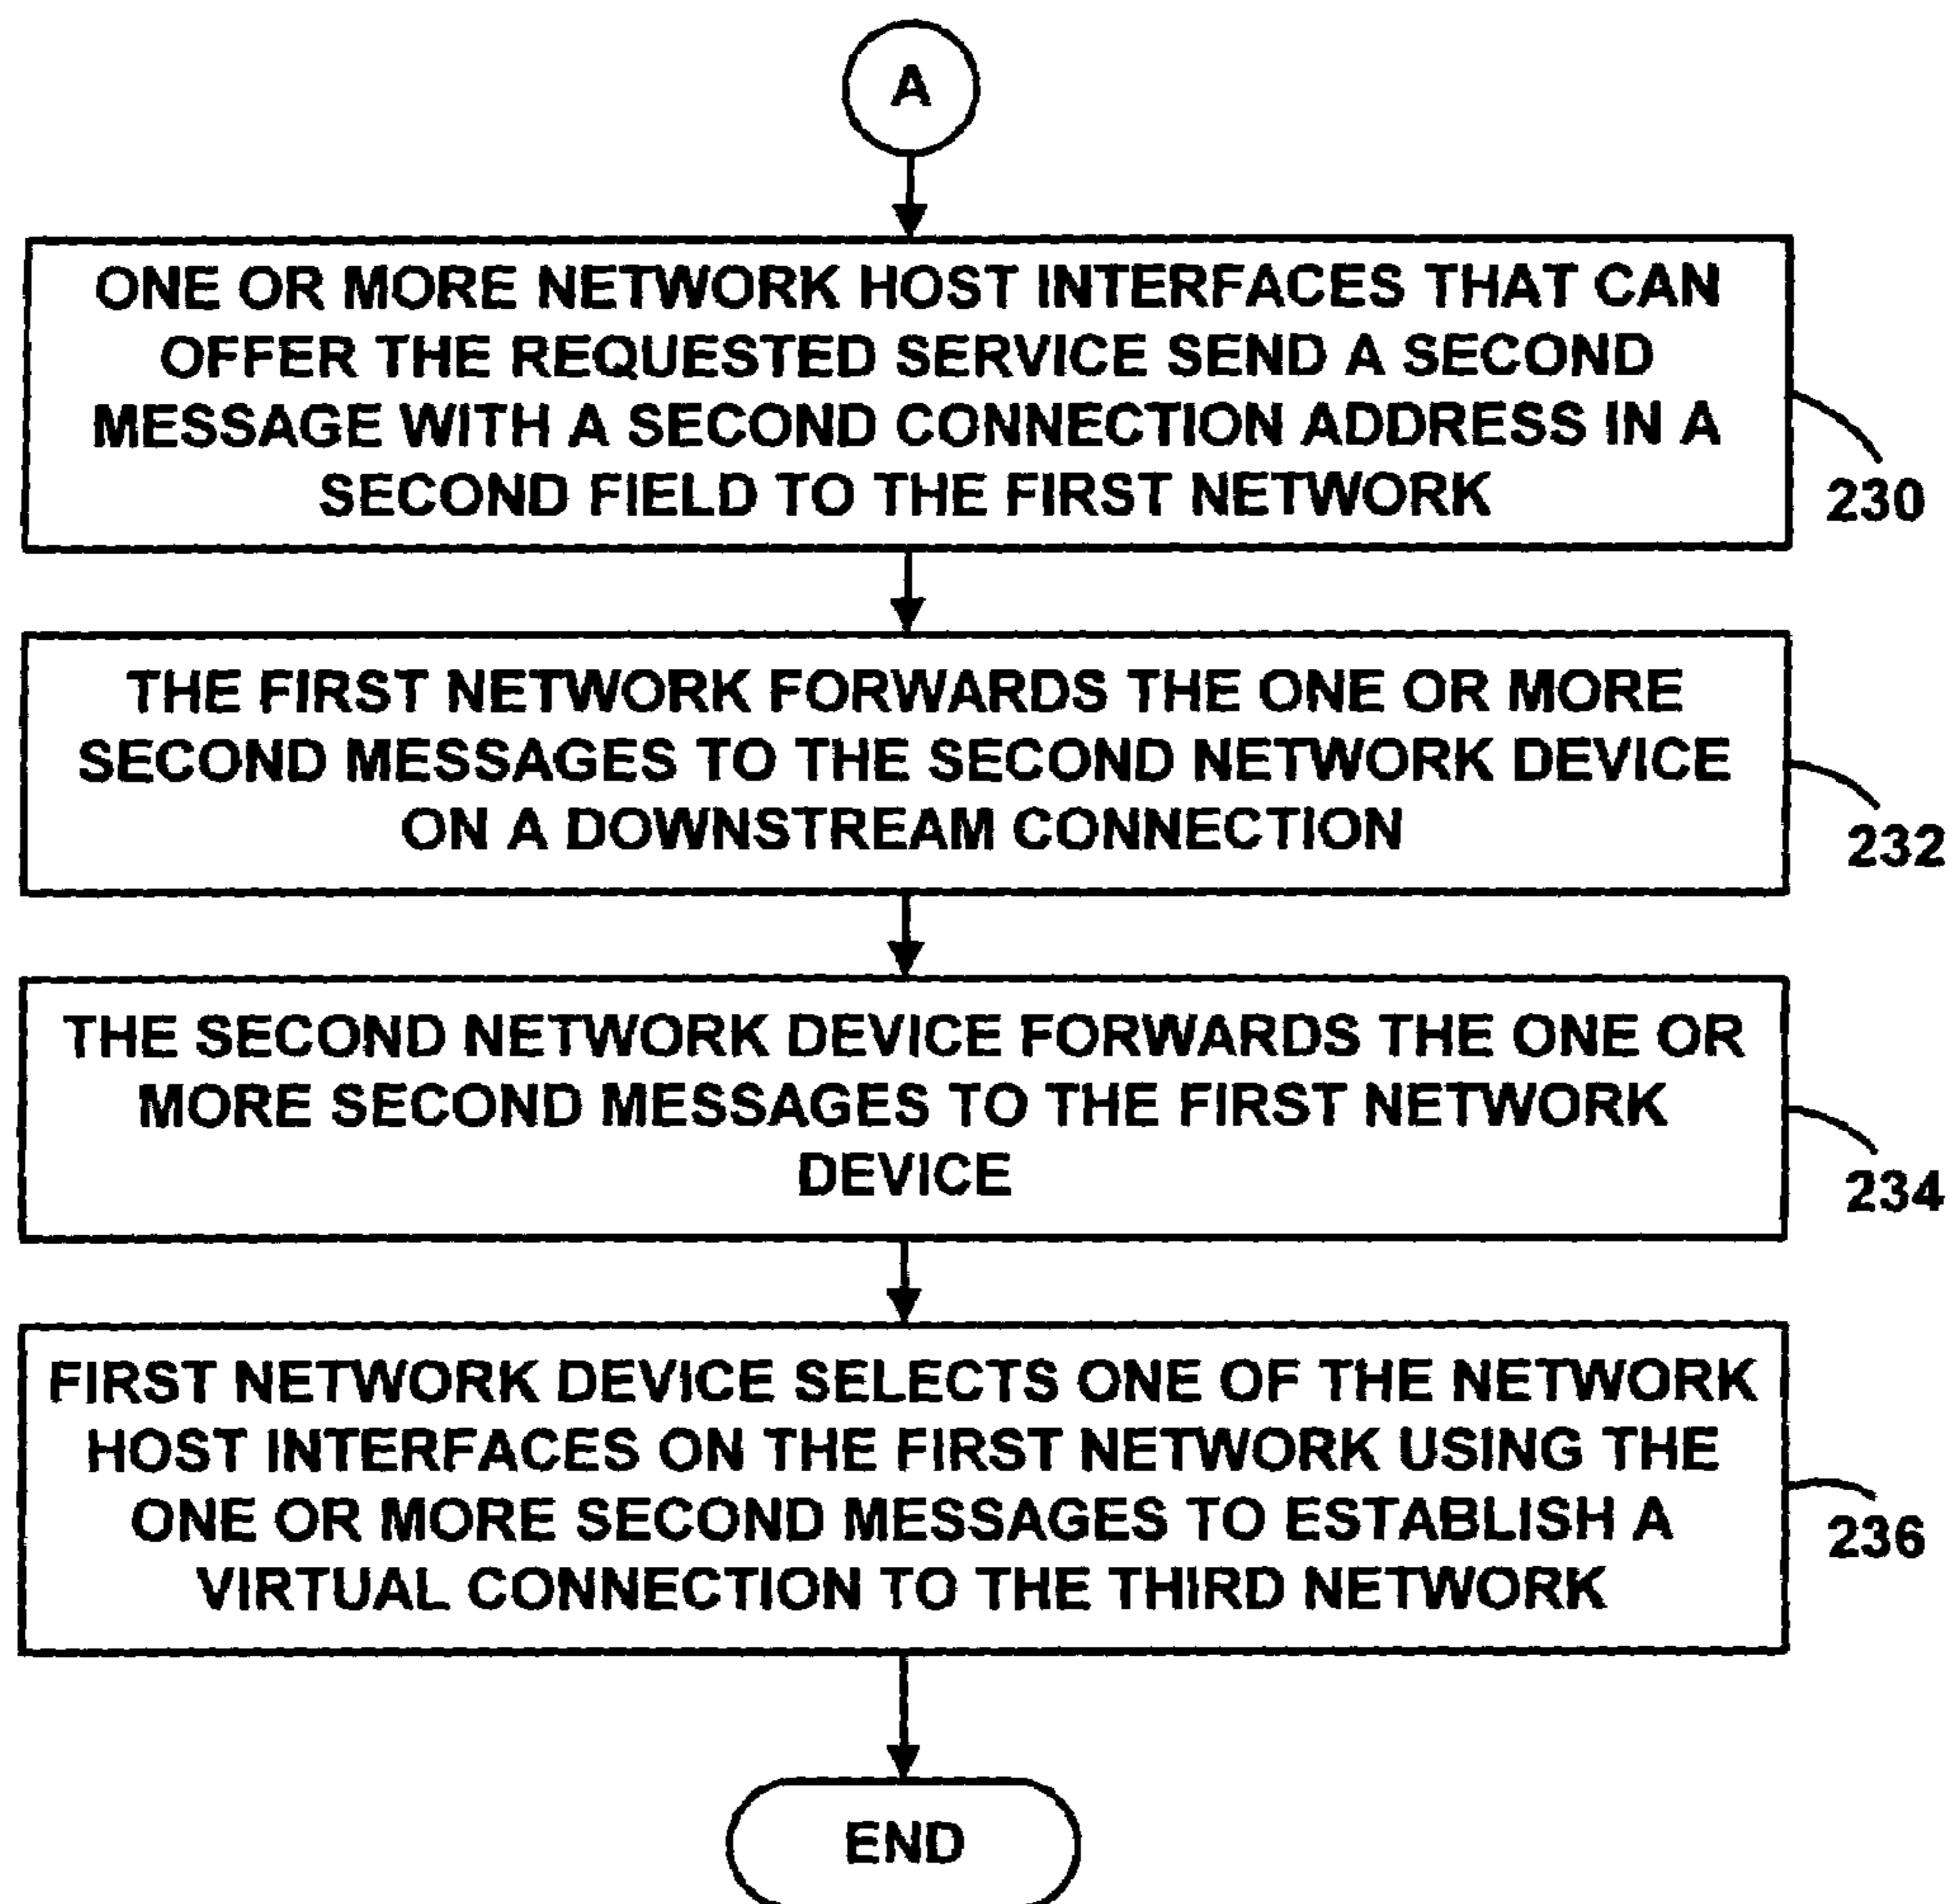 A
ONE OR MORE NETWORK HOST INTERFACES THAT CAN
OFFER THE REQUESTED SERVICE SEND A SECOND
MESSAGE WITH A SECOND CONNECTION ADDRESS IN A
SECOND FIELD TO THE FIRST NETWORK
230
THE FIRST NETWORK FORWARDS THE ONE OR MORE
SECOND MESSAGES TO THE SECOND NETWORK DEVICE
ON A DOWNSTREAM CONNECTION
232
THE SECOND NETWORK DEVICE FORWARDS THE ONE OR
MORE SECOND MESSAGES TO THE FIRST NETWORK
DEVICE
234
FIRST NETWORK DEVICE SELECTS ONE OF THE NETWORK
HOST INTERFACES ON THE FIRST NETWORK USING THE
ONE OR MORE SECOND MESSAGES TO ESTABLISH A
VIRTUAL CONNECTION TO THE THIRD NETWORK
236
END